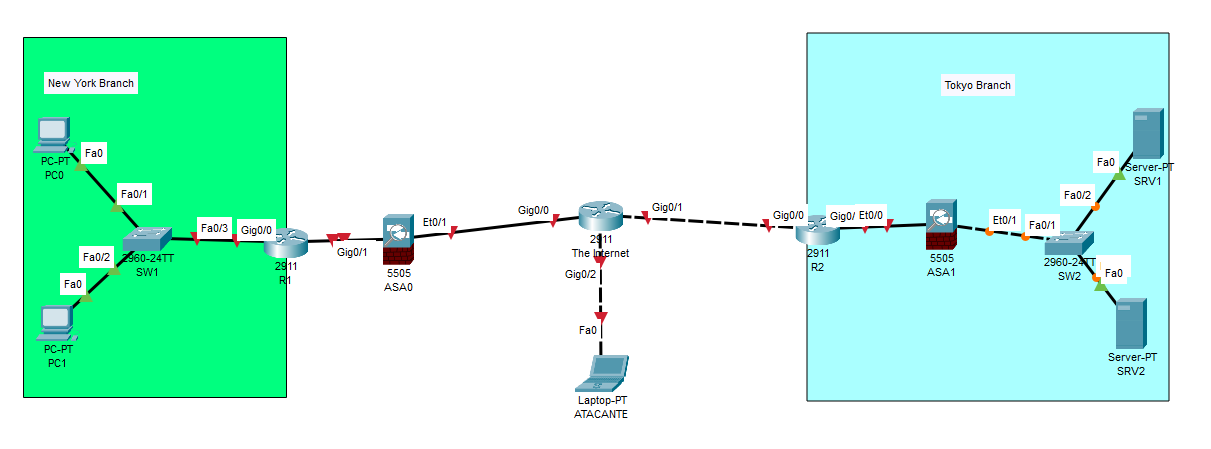 New York Branch
Tokyo Branch
PC-PT
PC0
Fa0
Fa0/1
Fa0/2
Fa0
PC-PT
PC1
2960-24TT
SW1
Fa0/3
Gig0/0
2911
R1
Gig0/1
5505
ASA0
Et0/1
Gig0/0
2911
The Internet
Gig0/1
Gig0/2
Fa0
Laptop-PT
ATACANTE
Gig0/0
2911
R2
Gig0/
Et0/0
5505
ASA1
Et0/1
Fa0/1
2960-24TT
SW2
Fa0/2
Fa0
Server-PT
SRV1
Fa0
Server-PT
SRV2